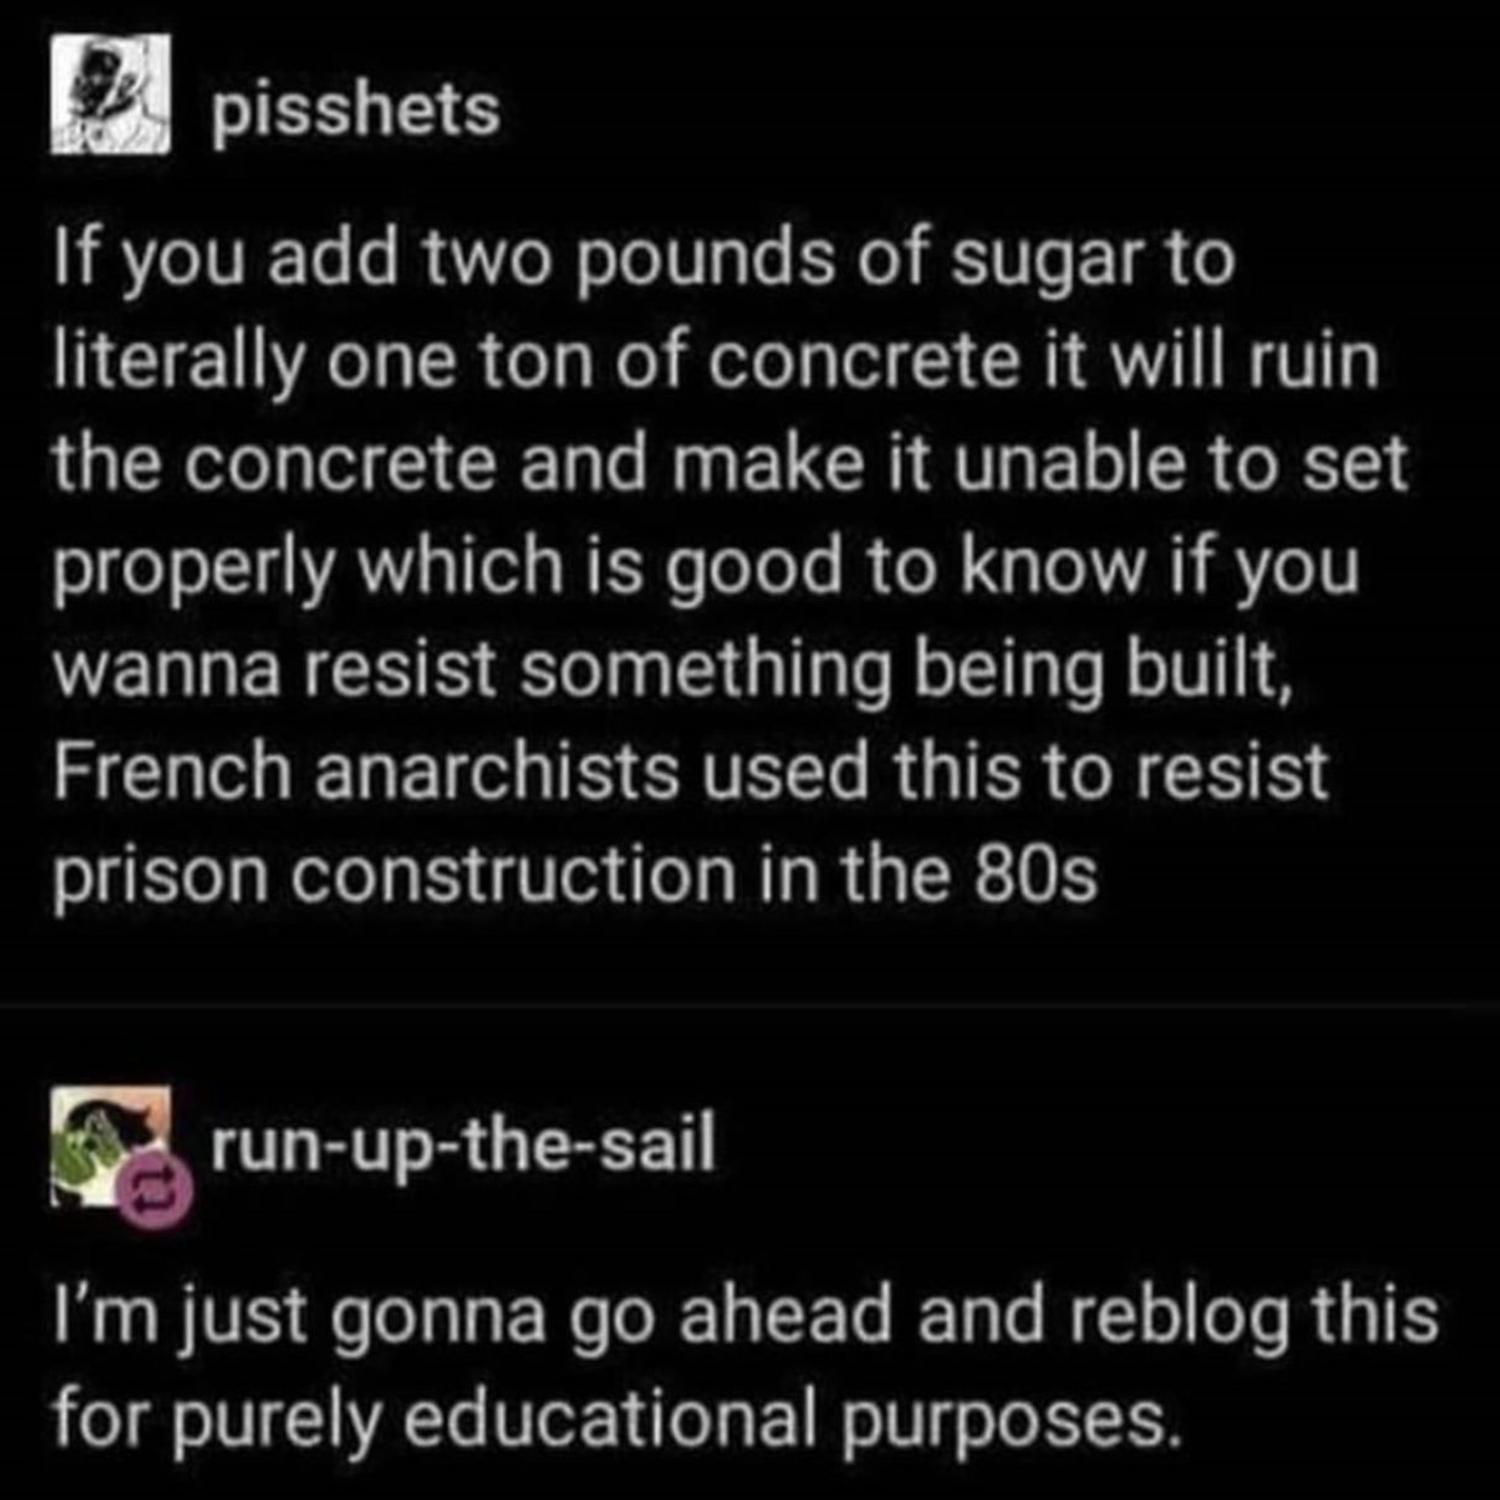 pisshets
If you add two pounds of sugar to
literally one ton of concrete it will ruin
the concrete and make it unable to set
properly which is good to know if you
wanna resist something being built,
French anarchists used this to resist
prison construction in the 80s
run-up-the-sail
I'm just gonna go ahead and reblog this
for purely educational purposes.